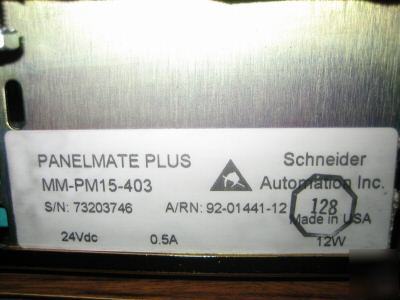 PANELMATE PLUS
MM-PM15-403
Schneider
Automation Inc.
S/N: 73203746
A/RN: 92-01441-12
128
Made in USA
24Vdc
0.5A
12W